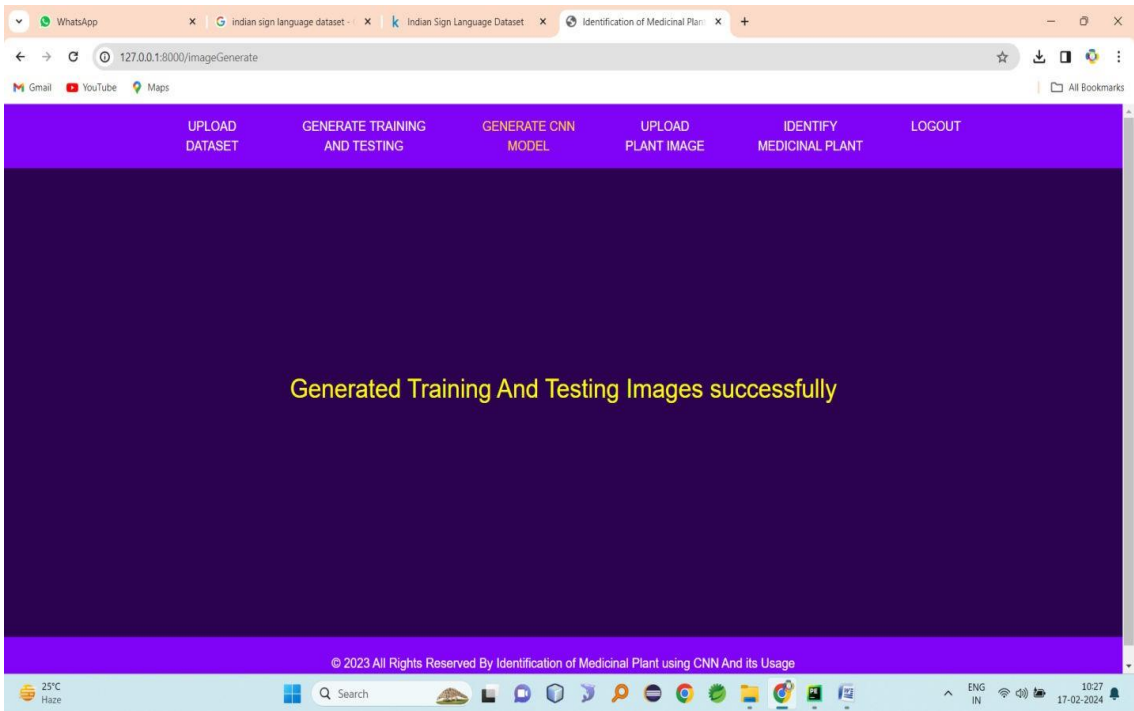 WhatsApp
indian sign language dataset -
Indian Sign Language Dataset
Identification of Medicinal Plan
127.0.0.1:8000/imageGenerate
Gmail
YouTube
Maps
All Bookmarks
UPLOAD
DATASET
GENERATE TRAINING
AND TESTING
GENERATE CNN
MODEL
UPLOAD
PLANT IMAGE
IDENTIFY
MEDICINAL PLANT
LOGOUT
Generated Training And Testing Images successfully
© 2023 All Rights Reserved By Identification of Medicinal Plant using CNN And its Usage
25°C
Haze
Search
ENG
IN
10:27
17-02-2024